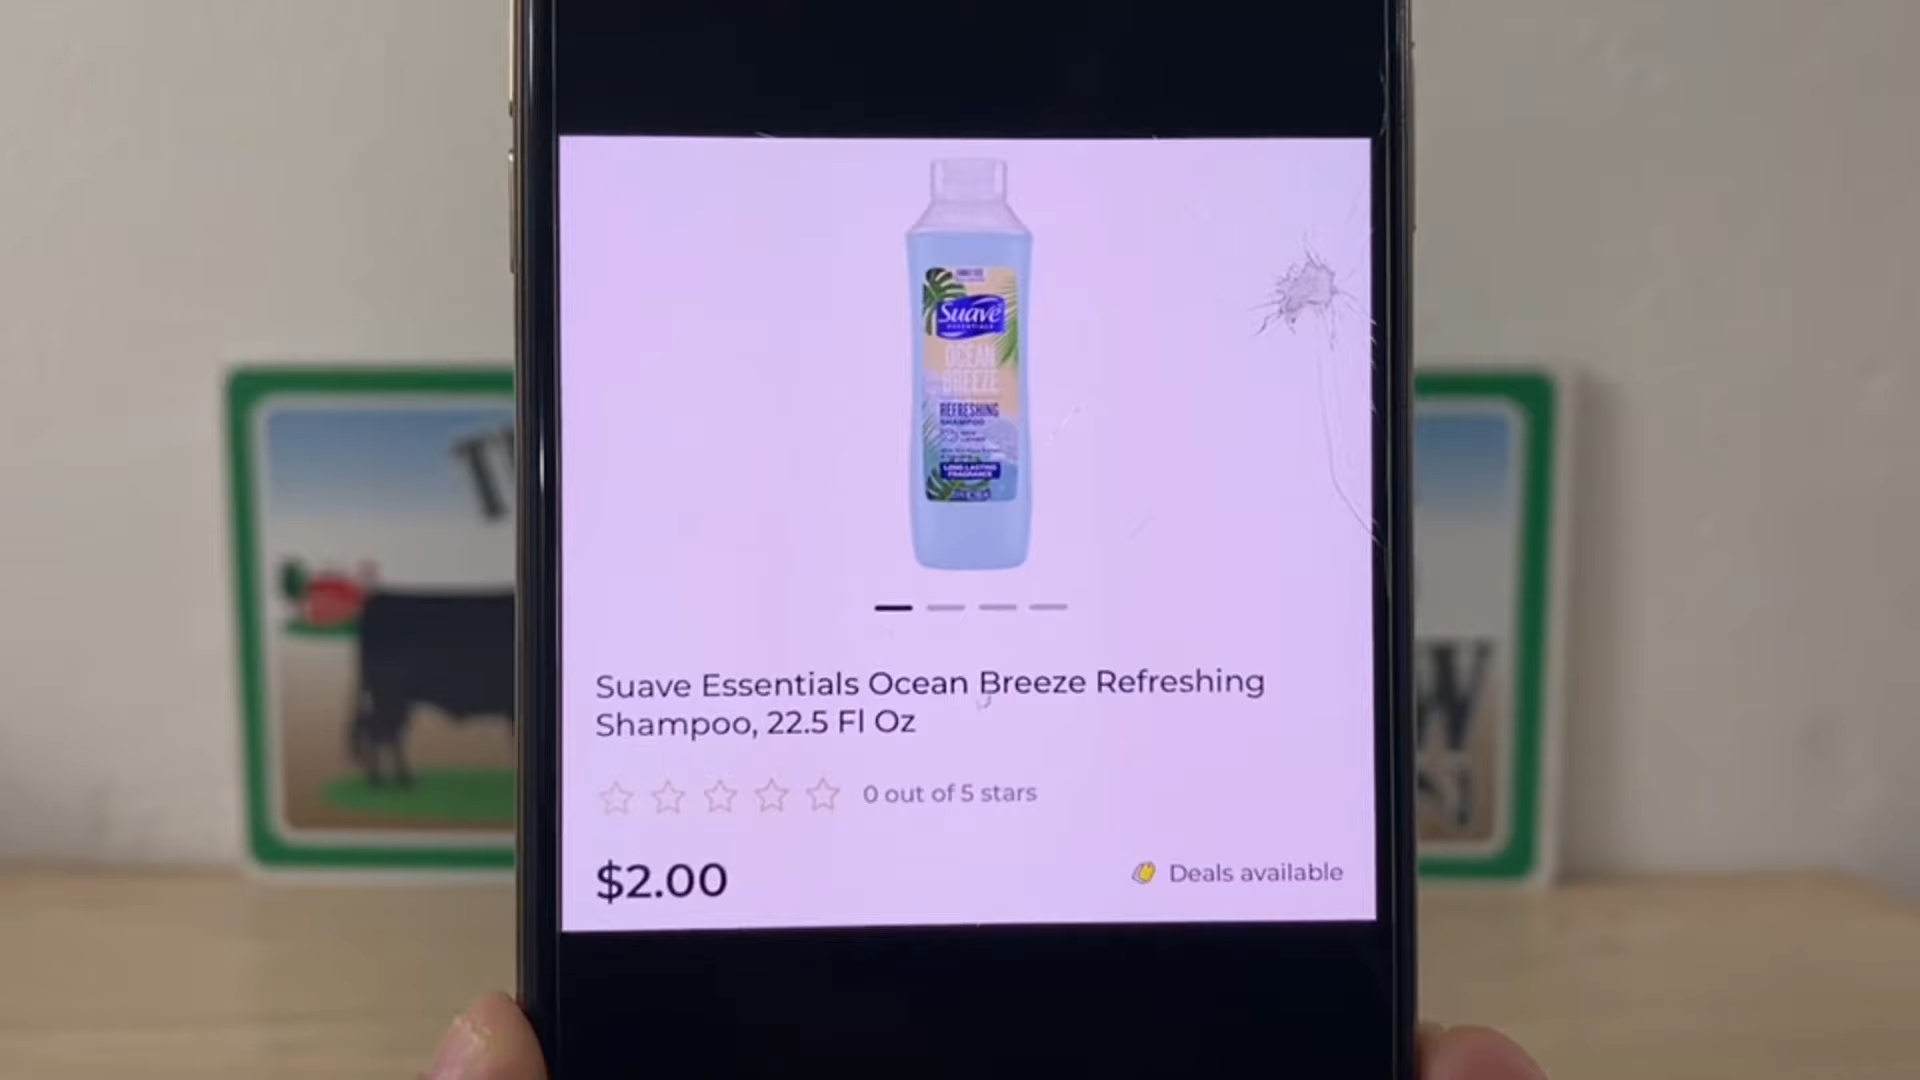 Suave
ESSENTIALS
OCEAN
BREEZE
REFRESHING
SHAMPOO
LONG LASTING
FRAGRANCE
Suave Essentials Ocean Breeze Refreshing
Shampoo, 22.5 Fl Oz
0 out of 5 stars
$2.00
Deals available